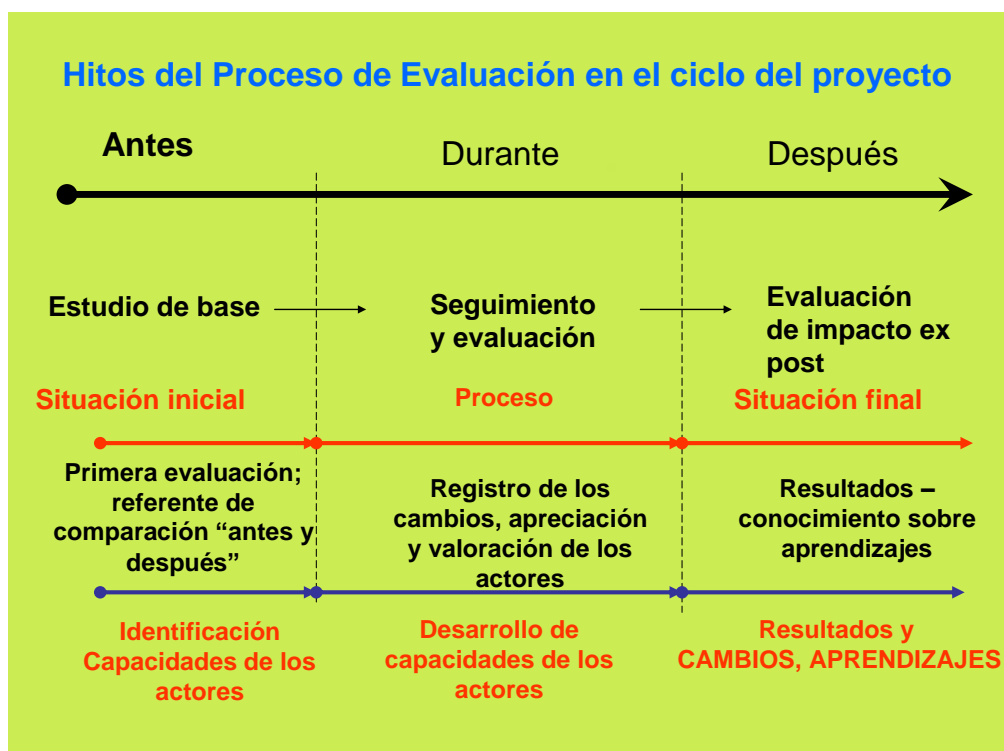 Hitos del Proceso de Evaluación en el ciclo del proyecto
Antes
Durante
Después
Estudio de base
Seguimiento
y evaluación
Evaluación
de impacto ex
post
Situación inicial
Proceso
Situación final
Primera evaluación;
referente de
comparación “antes y
después”
Registro de los
cambios, apreciación
y valoración de los
actores
Resultados –
conocimiento sobre
aprendizajes
Identificación
Capacidades de los
actores
Desarrollo de
capacidades de los
actores
Resultados y
CAMBIOS, APRENDIZAJES